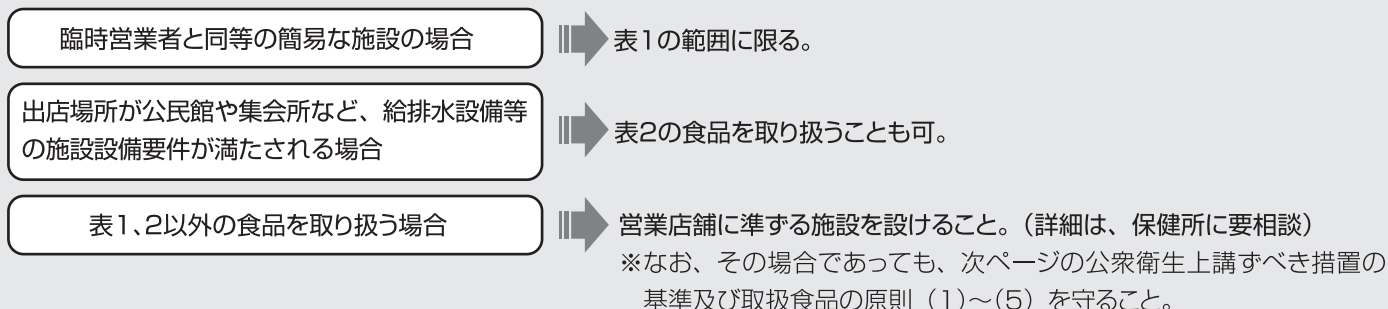 臨時営業者と同等の簡易な施設の場合
表1の範囲に限る。
出店場所が公民館や集会所など、給排水設備等
の施設設備要件が満たされる場合
表2の食品を取り扱うことも可。
表1、2以外の食品を取り扱う場合
営業店舗に準ずる施設を設けること。（詳細は、保健所に要相談）
※なお、その場合であっても、次ページの公衆衛生上講ずべき措置の
基準及び取扱食品の原則（1）～（5）を守ること。